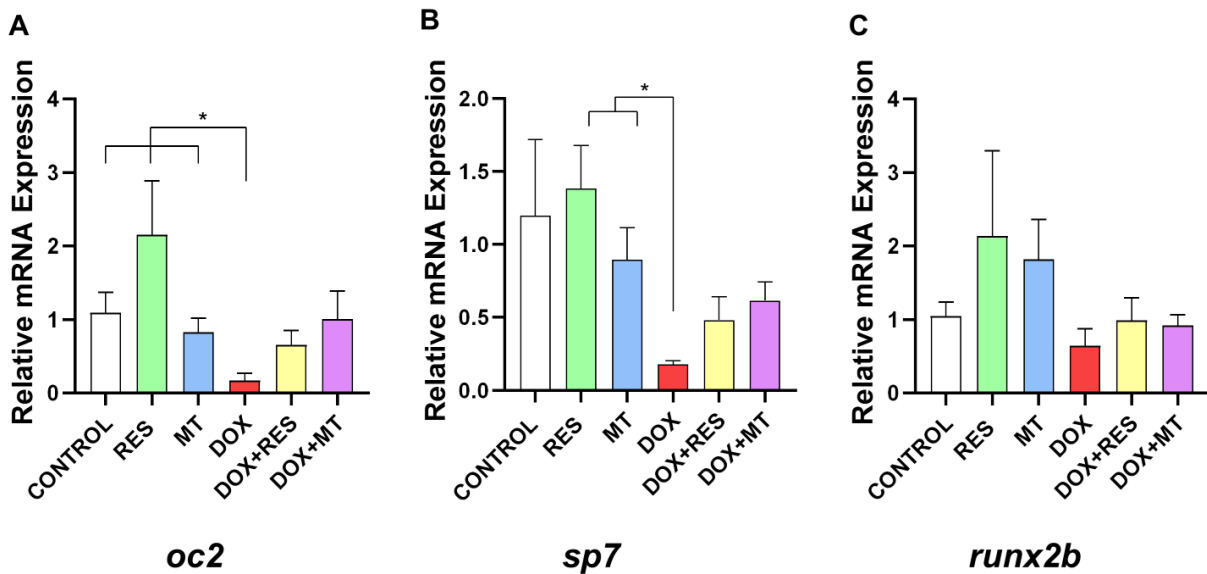 A
Relative mRNA Expression
4
3
2
1
0
*
CONTROL
RES
MT
DOX
DOX+RES
DOX+MT
oc2
B
Relative mRNA Expression
2.0
1.5
1.0
0.5
0.0
*
CONTROL
RES
MT
DOX
DOX+RES
DOX+MT
sp7
C
Relative mRNA Expression
4
3
2
1
0
CONTROL
RES
MT
DOX
DOX+RES
DOX+MT
runx2b